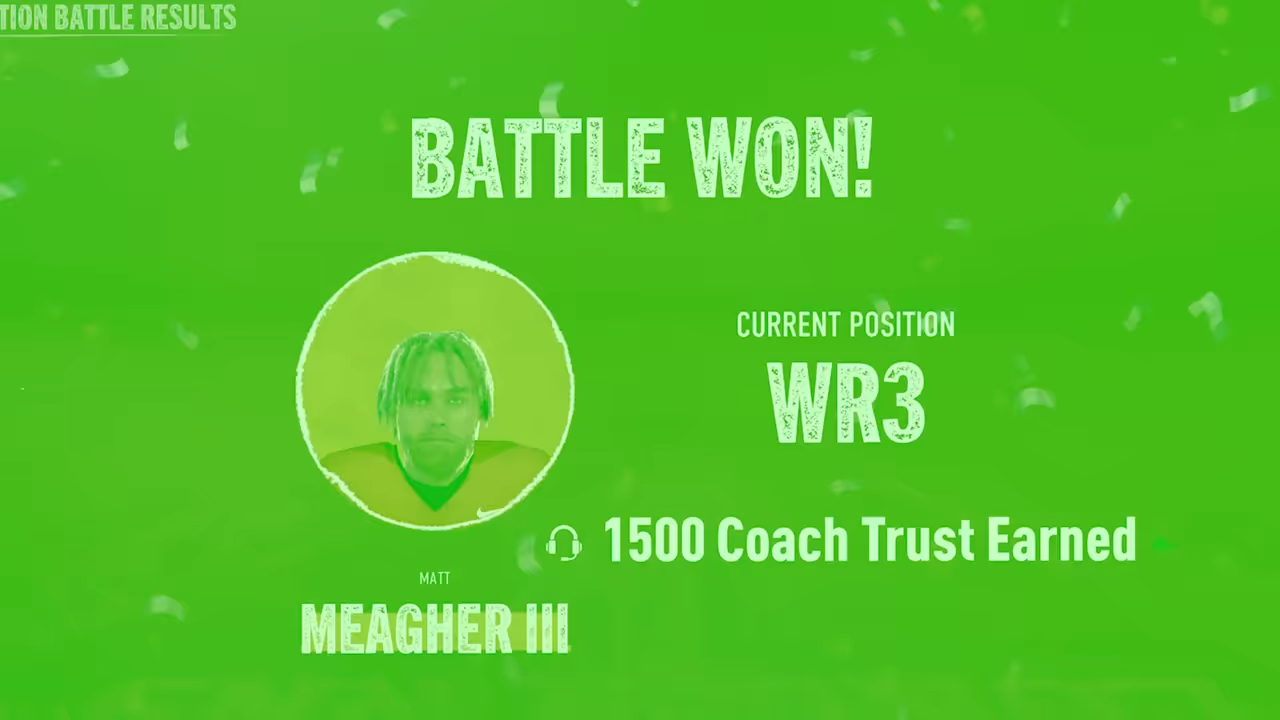 TION BATTLE RESULTS
BATTLE WON!
CURRENT POSITION
WR3
1500 Coach Trust Earned
MATT
MEAGHER III